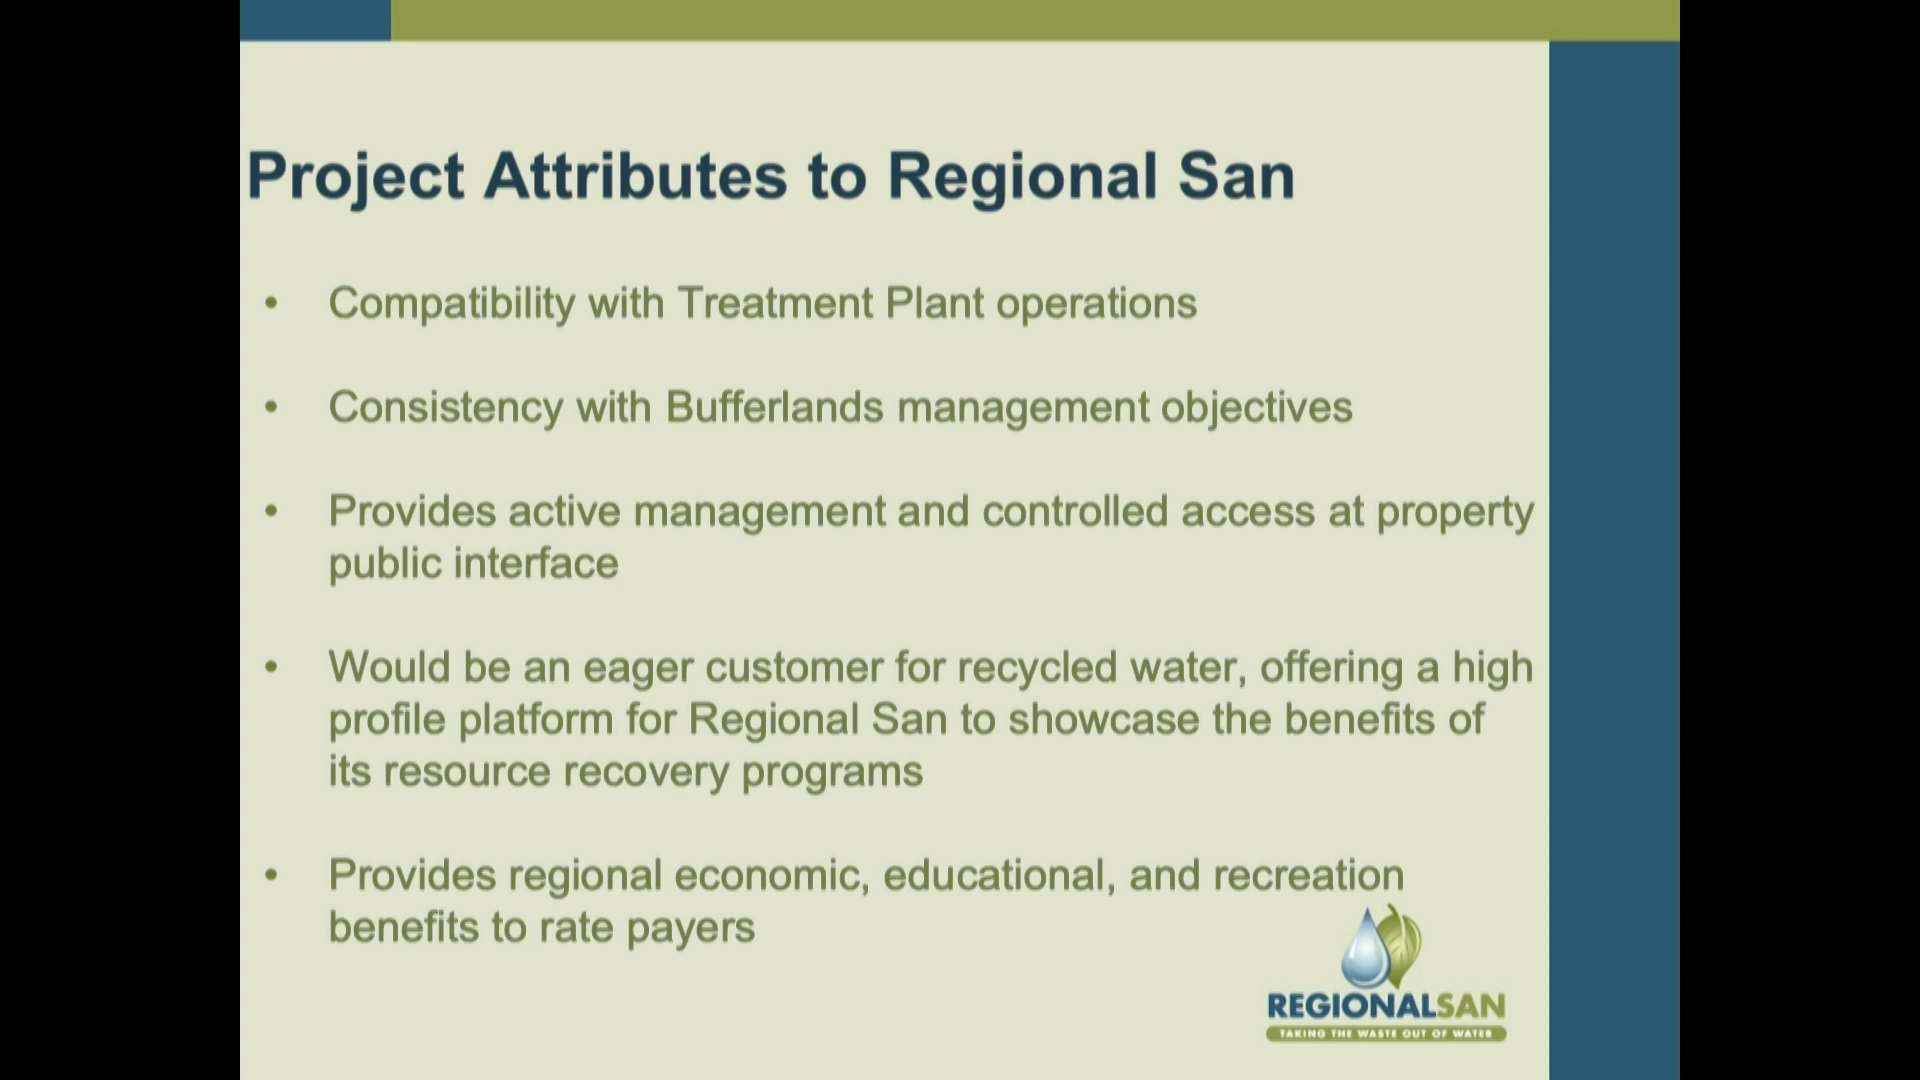 Project Attributes to Regional San
• Compatibility with Treatment Plant operations
• Consistency with Bufferlands management objectives
• Provides active management and controlled access at property
public interface
• Would be an eager customer for recycled water, offering a high
profile platform for Regional San to showcase the benefits of
its resource recovery programs
• Provides regional economic, educational, and recreation
benefits to rate payers
REGIONALSAN
TAKING THE WASTE OUT OF WATER